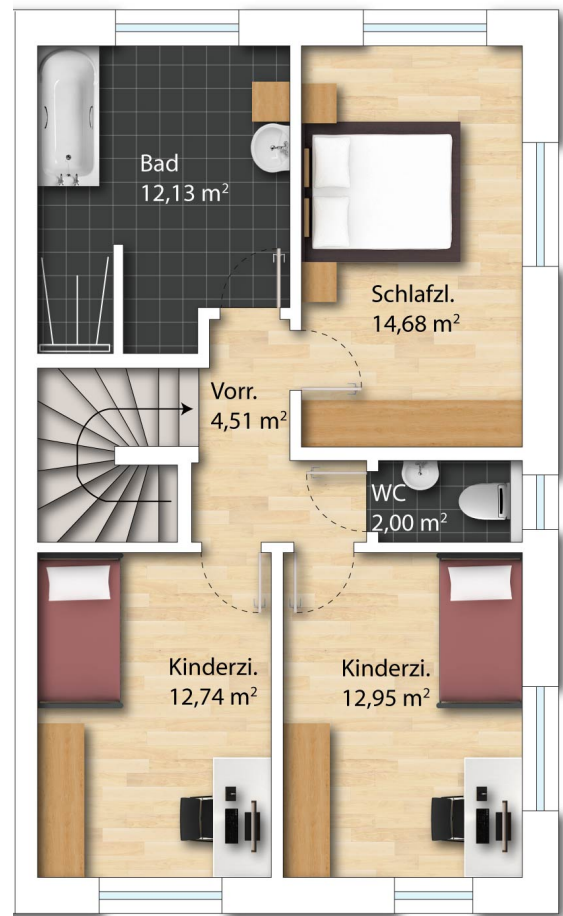 Bad
12,13 m²
Schlafzl.
14,68 m²
Vorr.
4,51 m²
WC
2,00 m²
Kinderzi.
12,74 m²
Kinderzi.
12,95 m²